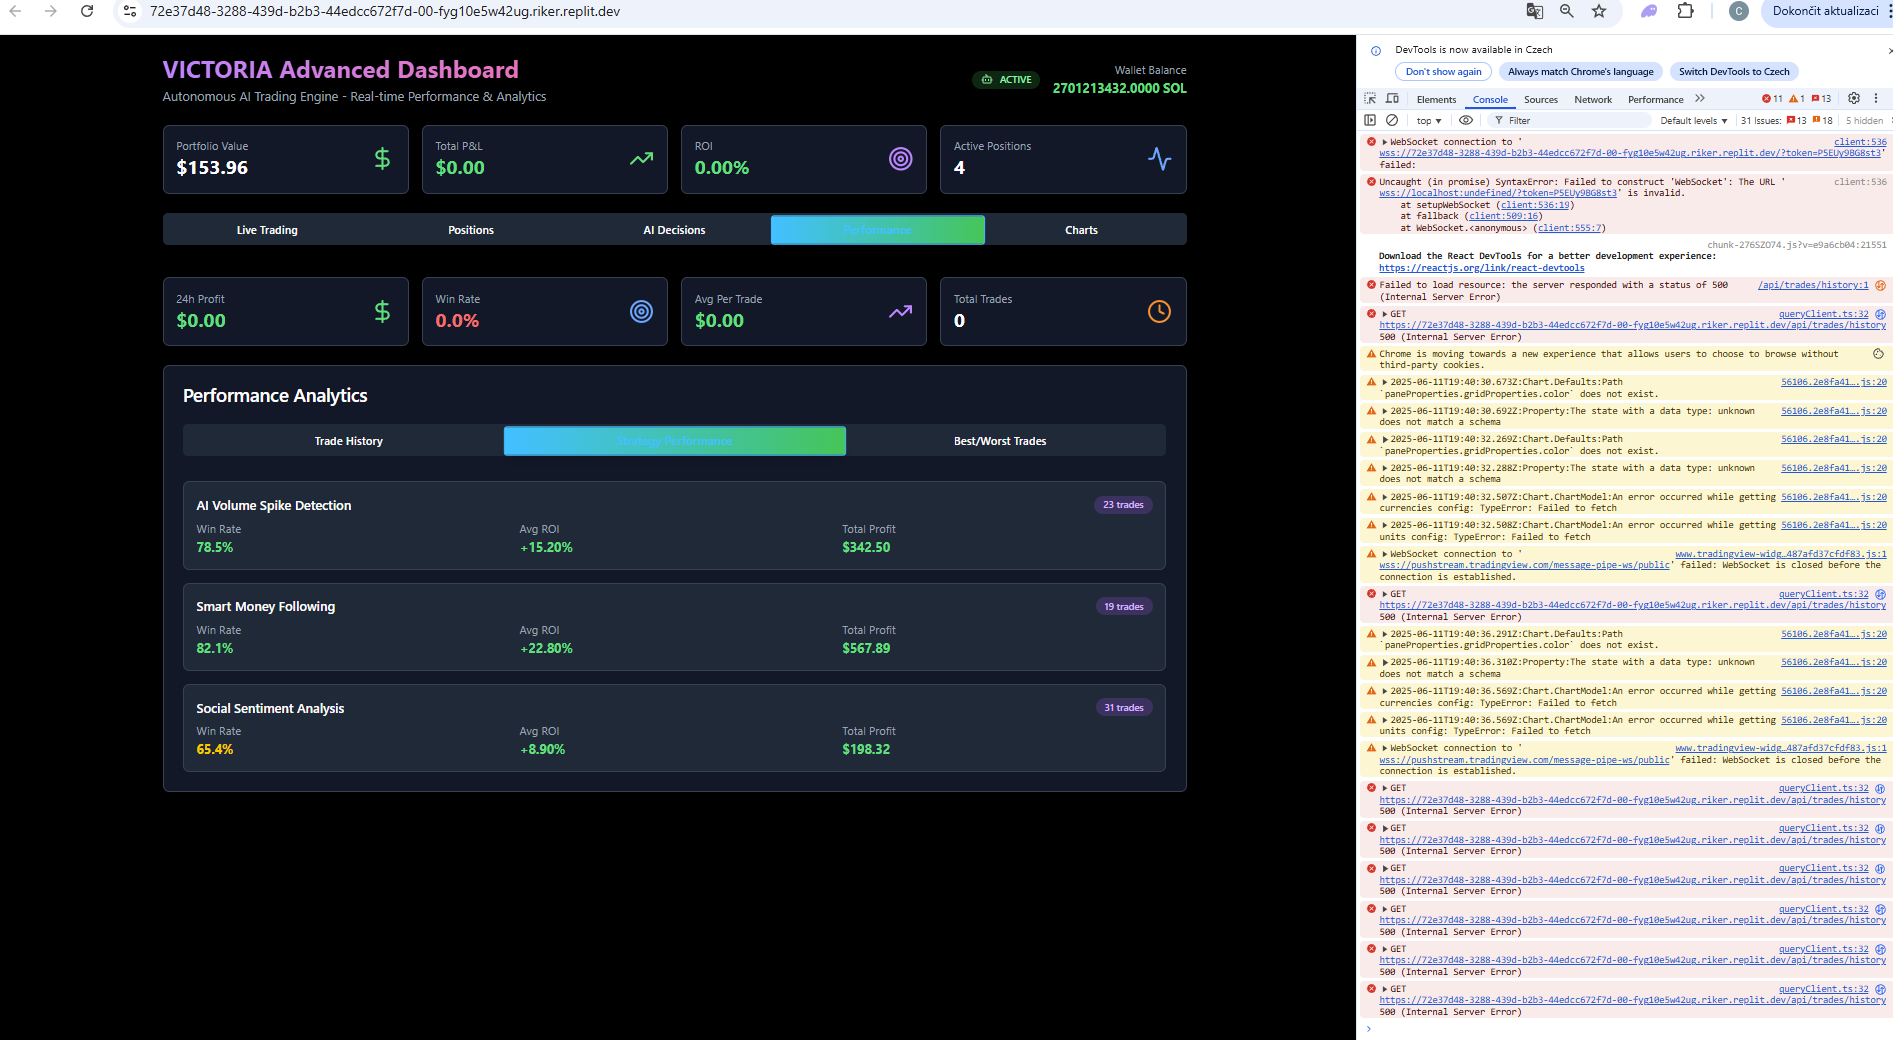 72e37d48-3288-439d-b2b3-44edcc672f7d-00-fyg10e5w42ug.riker.replit.dev
C
Dokončit aktualizaci
VICTORIA Advanced Dashboard
Autonomous AI Trading Engine - Real-time Performance & Analytics
ACTIVE
Wallet Balance
2701213432.0000 SOL
Portfolio Value
$153.96
Total P&L
$0.00
ROI
0.00%
Active Positions
4
Live Trading
Positions
AI Decisions
Performance
Charts
24h Profit
$0.00
Win Rate
0.0%
Avg Per Trade
$0.00
Total Trades
0
Performance Analytics
Trade History
Strategy Performance
Best/Worst Trades
AI Volume Spike Detection
23 trades
Win Rate
78.5%
Avg ROI
+15.20%
Total Profit
$342.50
Smart Money Following
19 trades
Win Rate
82.1%
Avg ROI
+22.80%
Total Profit
$567.89
Social Sentiment Analysis
31 trades
Win Rate
65.4%
Avg ROI
+8.90%
Total Profit
$198.32
DevTools is now available in Czech
Don't show again
Always match Chrome's language
Switch DevTools to Czech
Elements
Console
Sources
Network
Performance
11
1
13
top
Filter
Default levels
31 Issues:
13
18
5 hidden
WebSocket connection to '
client:536
wss://72e37d48-3288-439d-b2b3-44edcc672f7d-00-fyg10e5w42ug.riker.replit.dev/?token=P5EUy9BG8st3'
failed:
Uncaught (in promise) SyntaxError: Failed to construct 'WebSocket': The URL '
client:536
wss://localhost:undefined/?token=P5EUy9BG8st3' is invalid.
at setupWebSocket (client:536:19)
at fallback (client:509:16)
at WebSocket.<anonymous> (client:555:7)
chunk-276SZO74.js?v=e9a6cb04:21551
Download the React DevTools for a better development experience:
https://reactjs.org/link/react-devtools
Failed to load resource: the server responded with a status of 500
/api/trades/history:1
(Internal Server Error)
GET
queryClient.ts:32
https://72e37d48-3288-439d-b2b3-44edcc672f7d-00-fyg10e5w42ug.riker.replit.dev/api/trades/history
500 (Internal Server Error)
Chrome is moving towards a new experience that allows users to choose to browse without
third-party cookies.
2025-06-11T19:40:30.673Z:Chart.Defaults:Path
56106.2e8fa41….js:20
`paneProperties.gridProperties.color` does not exist.
2025-06-11T19:40:30.692Z:Property:The state with a data type: unknown
56106.2e8fa41….js:20
does not match a schema
2025-06-11T19:40:32.269Z:Chart.Defaults:Path
56106.2e8fa41….js:20
`paneProperties.gridProperties.color` does not exist.
2025-06-11T19:40:32.288Z:Property:The state with a data type: unknown
56106.2e8fa41….js:20
does not match a schema
2025-06-11T19:40:32.507Z:Chart.ChartModel:An error occurred while getting
56106.2e8fa41….js:20
currencies config: TypeError: Failed to fetch
2025-06-11T19:40:32.508Z:Chart.ChartModel:An error occurred while getting
56106.2e8fa41….js:20
units config: TypeError: Failed to fetch
WebSocket connection to '
www.tradingview-widg…487afd37cfdf83.js:1
wss://pushstream.tradingview.com/message-pipe-ws/public' failed: WebSocket is closed before the
connection is established.
GET
queryClient.ts:32
https://72e37d48-3288-439d-b2b3-44edcc672f7d-00-fyg10e5w42ug.riker.replit.dev/api/trades/history
500 (Internal Server Error)
2025-06-11T19:40:36.291Z:Chart.Defaults:Path
56106.2e8fa41….js:20
`paneProperties.gridProperties.color` does not exist.
2025-06-11T19:40:36.310Z:Property:The state with a data type: unknown
56106.2e8fa41….js:20
does not match a schema
2025-06-11T19:40:36.569Z:Chart.ChartModel:An error occurred while getting
56106.2e8fa41….js:20
currencies config: TypeError: Failed to fetch
2025-06-11T19:40:36.569Z:Chart.ChartModel:An error occurred while getting
56106.2e8fa41….js:20
units config: TypeError: Failed to fetch
WebSocket connection to '
www.tradingview-widg…487afd37cfdf83.js:1
wss://pushstream.tradingview.com/message-pipe-ws/public' failed: WebSocket is closed before the
connection is established.
GET
queryClient.ts:32
https://72e37d48-3288-439d-b2b3-44edcc672f7d-00-fyg10e5w42ug.riker.replit.dev/api/trades/history
500 (Internal Server Error)
GET
queryClient.ts:32
https://72e37d48-3288-439d-b2b3-44edcc672f7d-00-fyg10e5w42ug.riker.replit.dev/api/trades/history
500 (Internal Server Error)
GET
queryClient.ts:32
https://72e37d48-3288-439d-b2b3-44edcc672f7d-00-fyg10e5w42ug.riker.replit.dev/api/trades/history
500 (Internal Server Error)
GET
queryClient.ts:32
https://72e37d48-3288-439d-b2b3-44edcc672f7d-00-fyg10e5w42ug.riker.replit.dev/api/trades/history
500 (Internal Server Error)
GET
queryClient.ts:32
https://72e37d48-3288-439d-b2b3-44edcc672f7d-00-fyg10e5w42ug.riker.replit.dev/api/trades/history
500 (Internal Server Error)
GET
queryClient.ts:32
https://72e37d48-3288-439d-b2b3-44edcc672f7d-00-fyg10e5w42ug.riker.replit.dev/api/trades/history
500 (Internal Server Error)